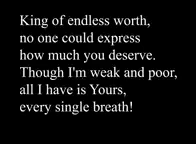 King of endless worth,
no one could express
how much you deserve.
Though I'm weak and poor,
all I have is Yours,
every single breath!